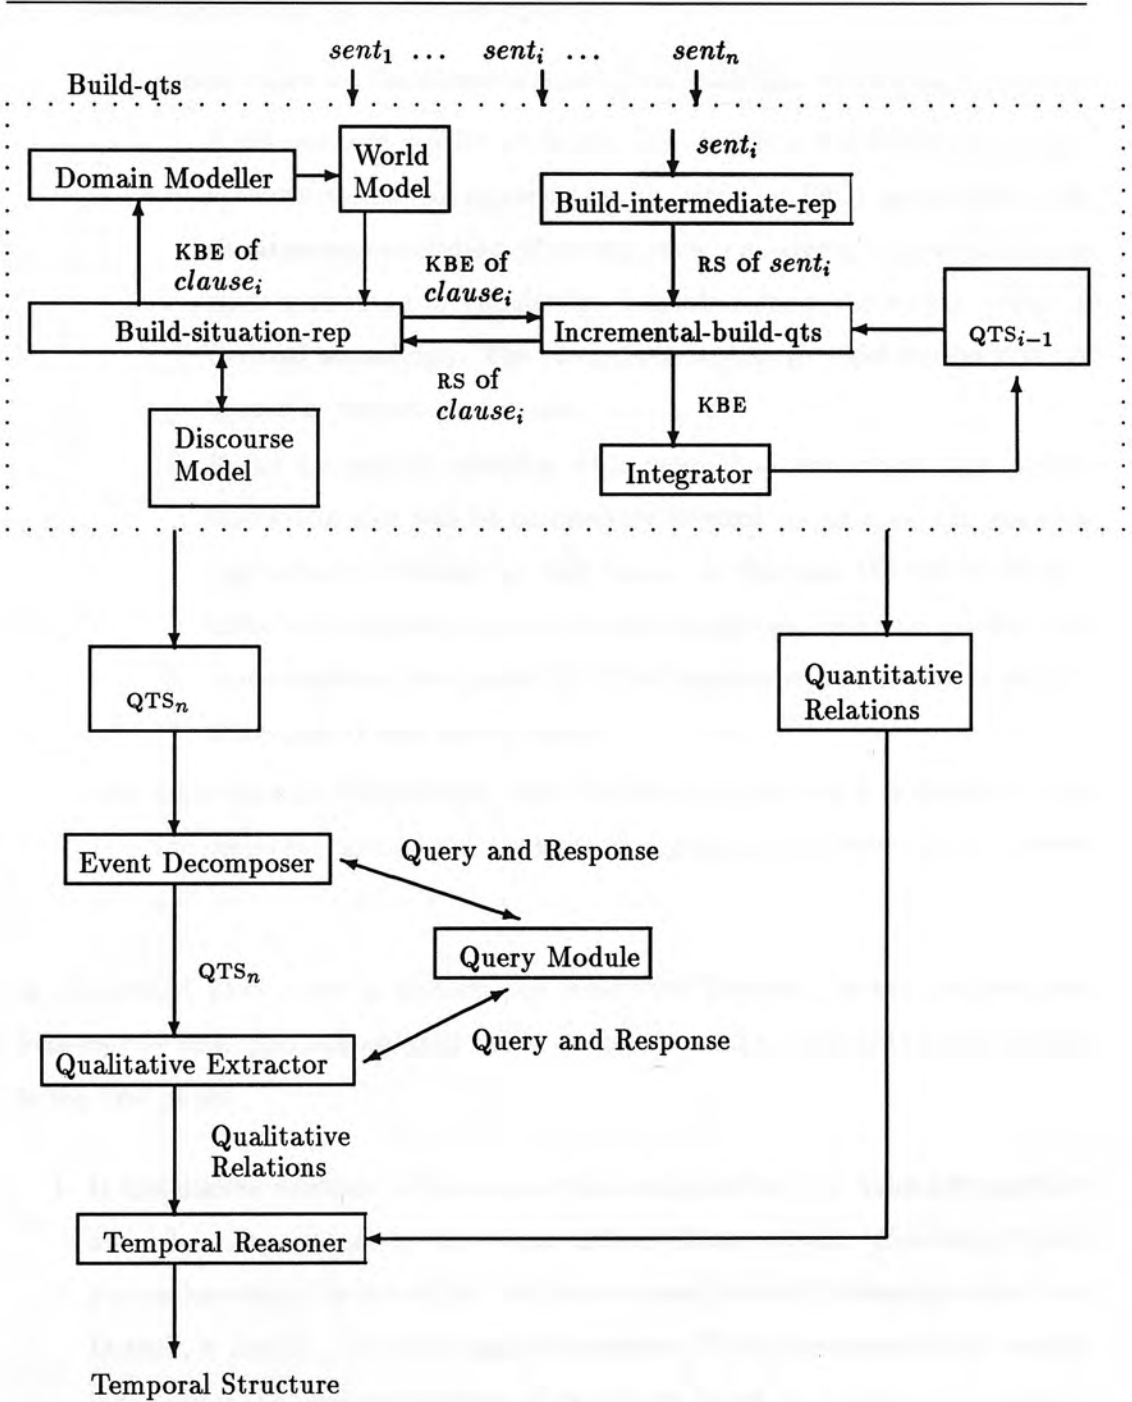 sent₁ ... sentᵢ ... sentₙ
Build-qts
World
Model
Domain Modeller
sentᵢ
Build-intermediate-rep
KBE of
clauseᵢ
KBE of
clauseᵢ
RS of sentᵢ
Build-situation-rep
Incremental-build-qts
QTSᵢ₋₁
RS of
clauseᵢ
KBE
Discourse
Model
Integrator
QTSₙ
Quantitative
Relations
Event Decomposer
Query and Response
Query Module
QTSₙ
Query and Response
Qualitative Extractor
Qualitative
Relations
Temporal Reasoner
Temporal Structure